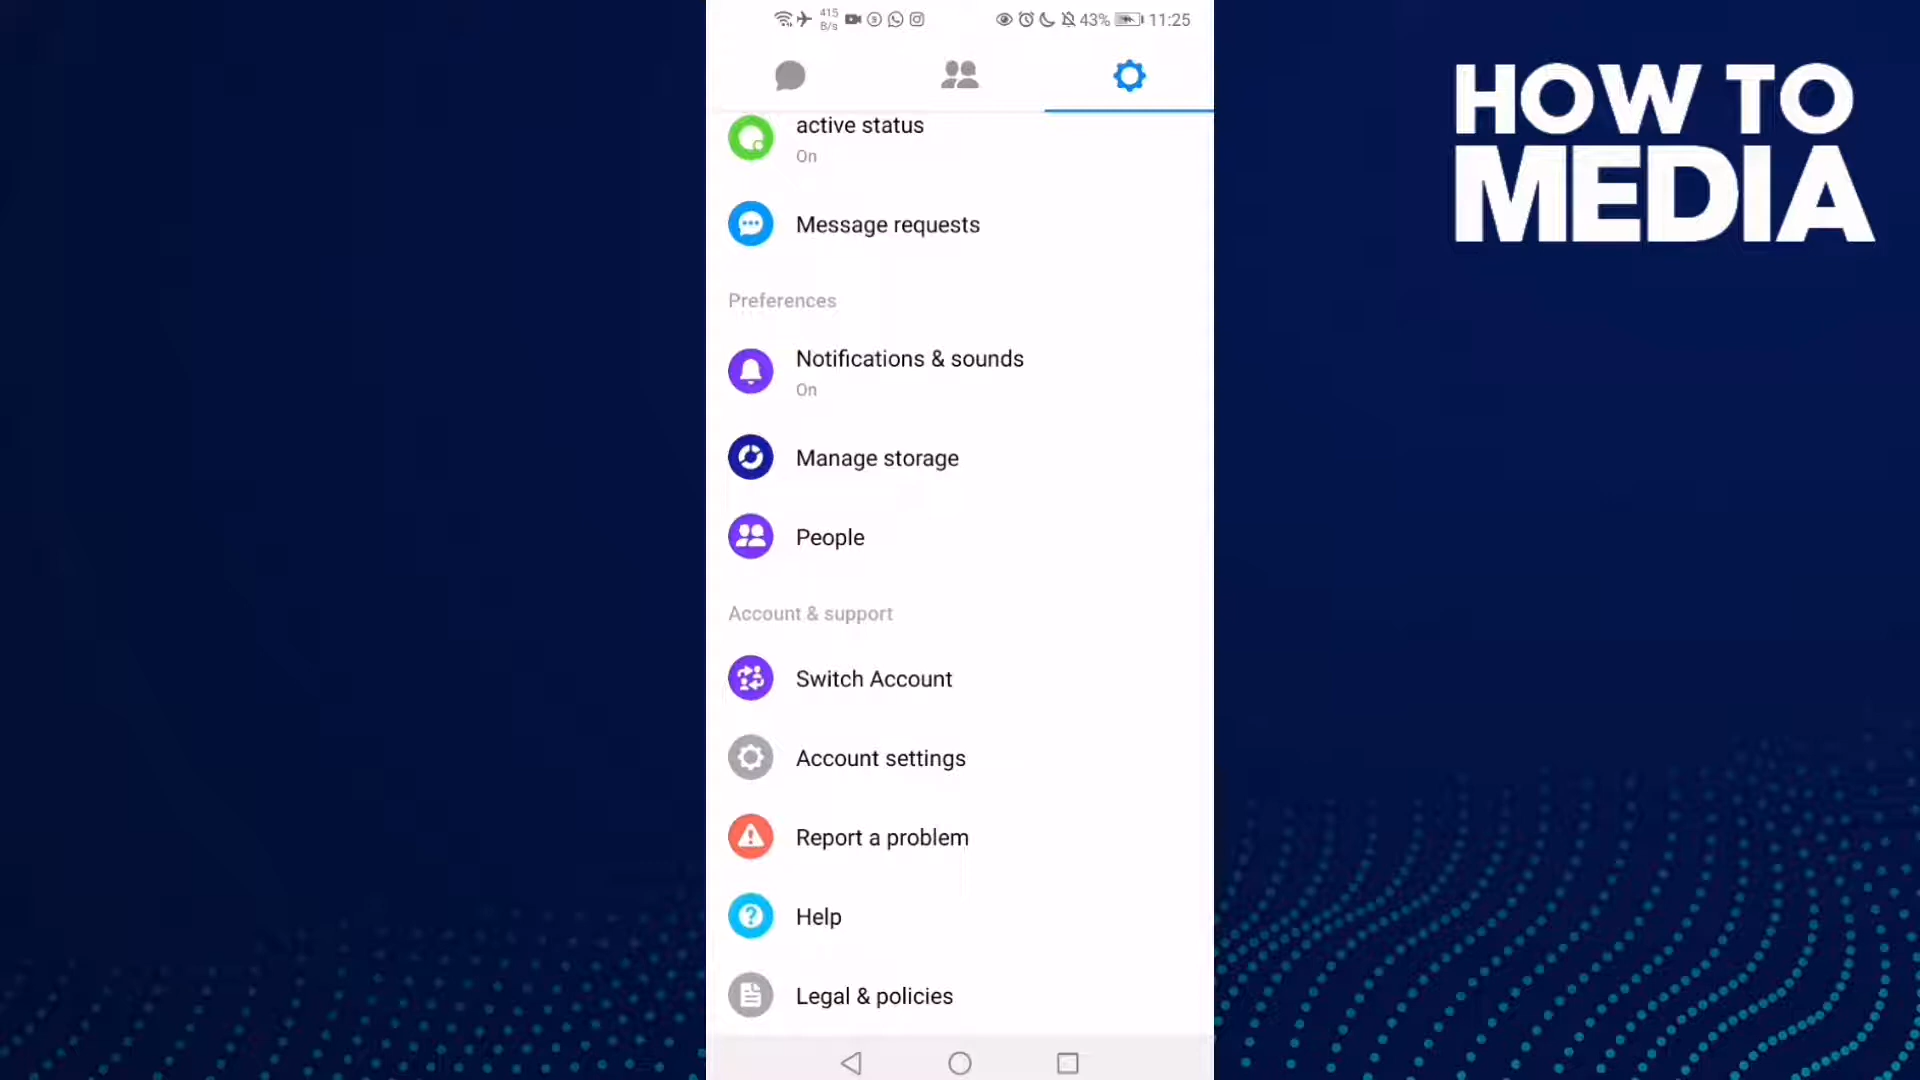 415
B/s
43%
11:25
HOW TO
MEDIA
active status
On
Message requests
Preferences
Notifications & sounds
On
Manage storage
People
Account & support
Switch Account
Account settings
Report a problem
Help
Legal & policies